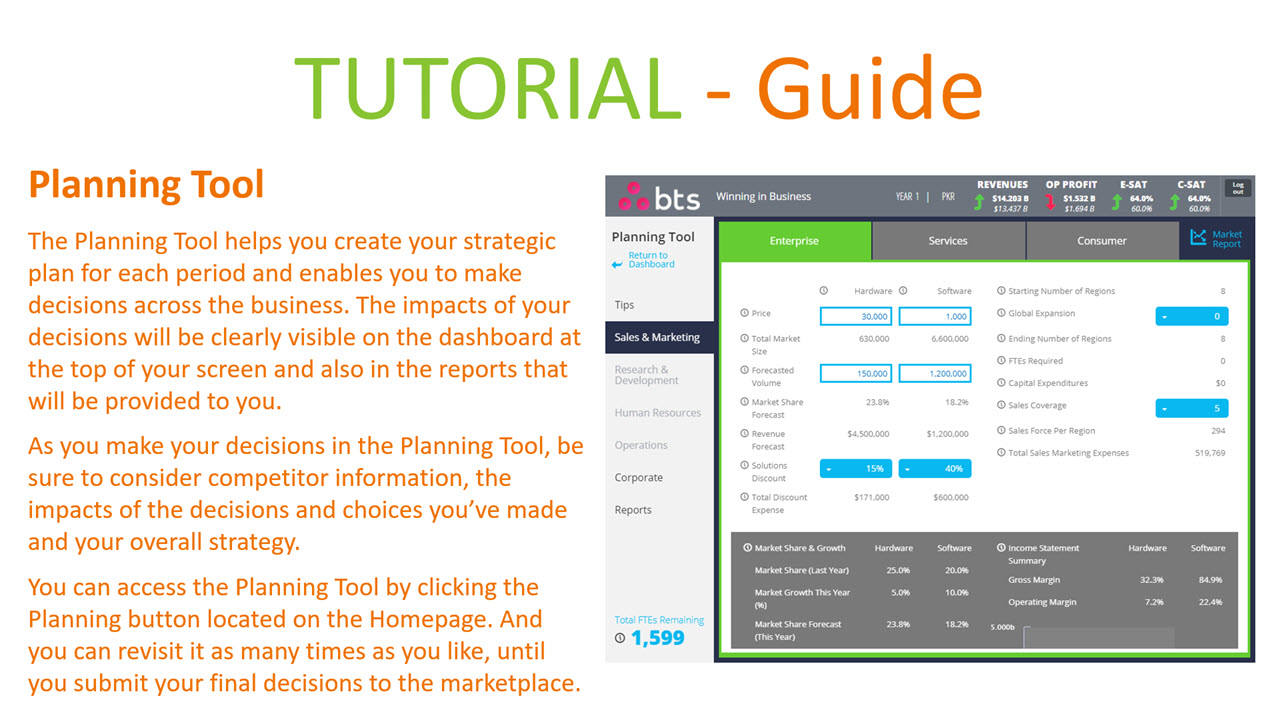 TUTORIAL - Guide
Planning Tool
The Planning Tool helps you create your strategic
plan for each period and enables you to make
decisions across the business. The impacts of your
decisions will be clearly visible on the dashboard at
the top of your screen and also in the reports that
will be provided to you.
As you make your decisions in the Planning Tool, be
sure to consider competitor information, the
impacts of the decisions and choices you’ve made
and your overall strategy.
You can access the Planning Tool by clicking the
Planning button located on the Homepage. And
you can revisit it as many times as you like, until
you submit your final decisions to the marketplace.
bts Winning in Business YEAR 1 | PKR
REVENUES $14.203 B $13.437 B
OP PROFIT $1.532 B $1.694 B
E-SAT 64.0% 60.0%
C-SAT 64.0% 60.0%
Log out
Planning Tool
Return to
Dashboard
Tips
Sales & Marketing
Research &
Development
Human Resources
Operations
Corporate
Reports
Total FTEs Remaining
1,599
Enterprise Services Consumer Market Report
Hardware Software
Price 30.000 1.000
Total Market Size 630,000 6,600,000
Forecasted Volume 150.000 1.200.000
Market Share Forecast 23.8% 18.2%
Revenue Forecast $4,500,000 $1,200,000
Solutions Discount 15% 40%
Total Discount Expense $171,000 $600,000
Starting Number of Regions 8
Global Expansion 0
Ending Number of Regions 8
FTEs Required 0
Capital Expenditures $0
Sales Coverage 5
Sales Force Per Region 294
Total Sales Marketing Expenses 519,769
Market Share & Growth Hardware Software
Market Share (Last Year) 25.0% 20.0%
Market Growth This Year (%) 5.0% 10.0%
Market Share Forecast (This Year) 23.8% 18.2%
Income Statement Summary Hardware Software
Gross Margin 32.3% 84.9%
Operating Margin 7.2% 22.4%
5.000b